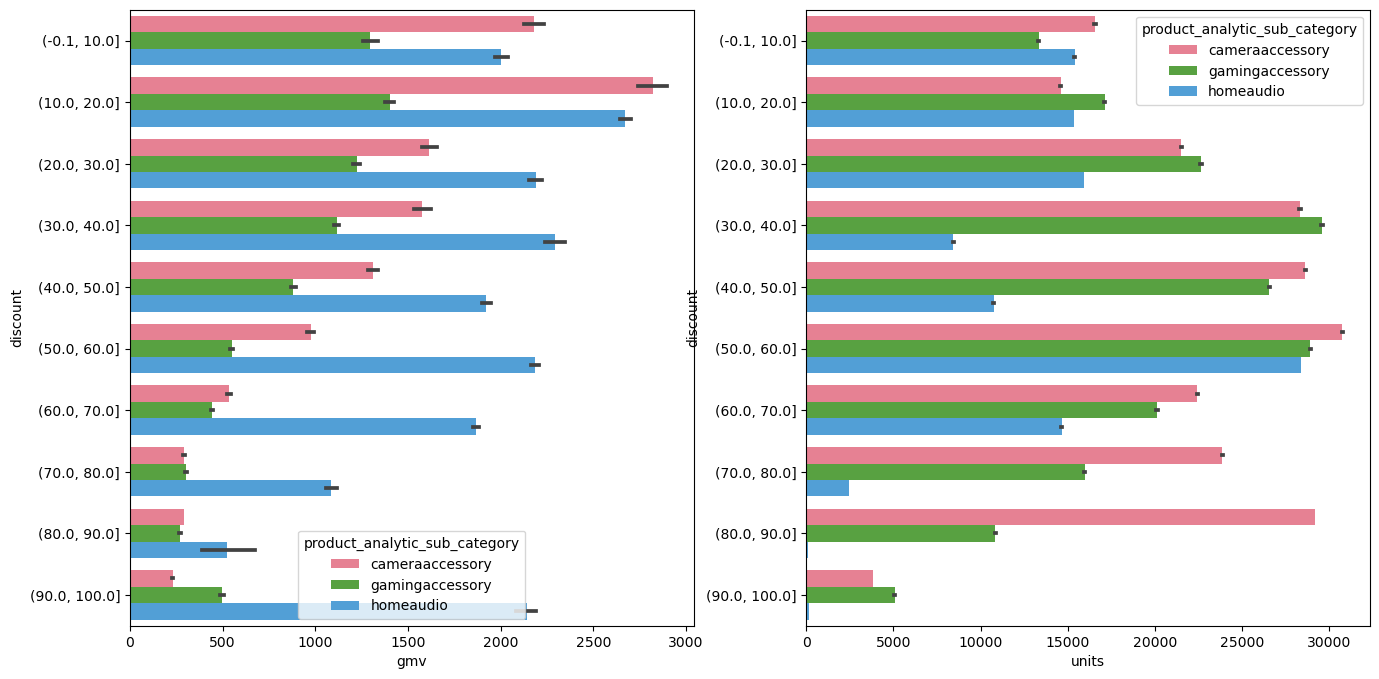 discount
(-0.1, 10.0]
(10.0, 20.0]
(20.0, 30.0]
(30.0, 40.0]
(40.0, 50.0]
(50.0, 60.0]
(60.0, 70.0]
(70.0, 80.0]
(80.0, 90.0]
(90.0, 100.0]
product_analytic_sub_category
cameraaccessory
gamingaccessory
homeaudio
0 500 1000 1500 2000 2500 3000
gmv
discount
(-0.1, 10.0]
(10.0, 20.0]
(20.0, 30.0]
(30.0, 40.0]
(40.0, 50.0]
(50.0, 60.0]
(60.0, 70.0]
(70.0, 80.0]
(80.0, 90.0]
(90.0, 100.0]
product_analytic_sub_category
cameraaccessory
gamingaccessory
homeaudio
0 5000 10000 15000 20000 25000 30000
units